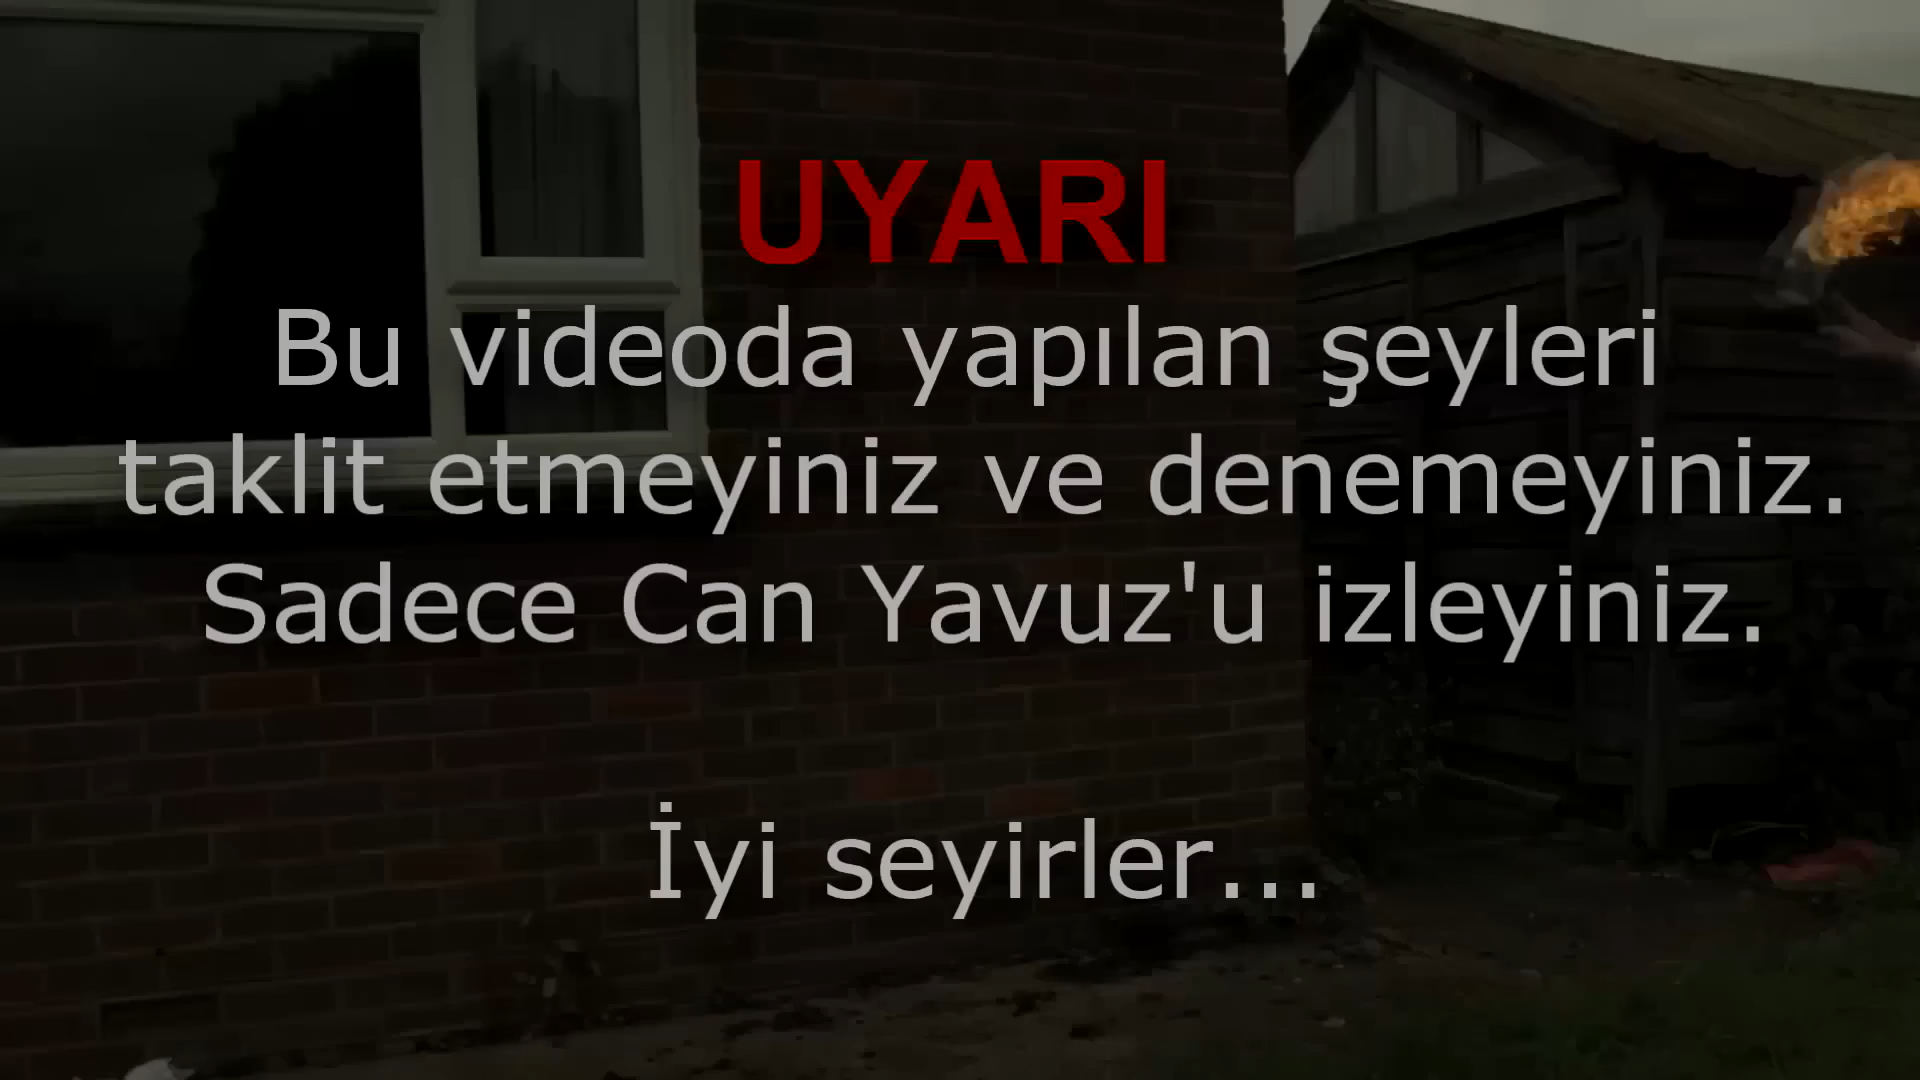 UYARI
Bu videoda yapılan şeyleri
taklit etmeyiniz ve denemeyiniz.
Sadece Can Yavuz'u izleyiniz.
İyi seyirler...